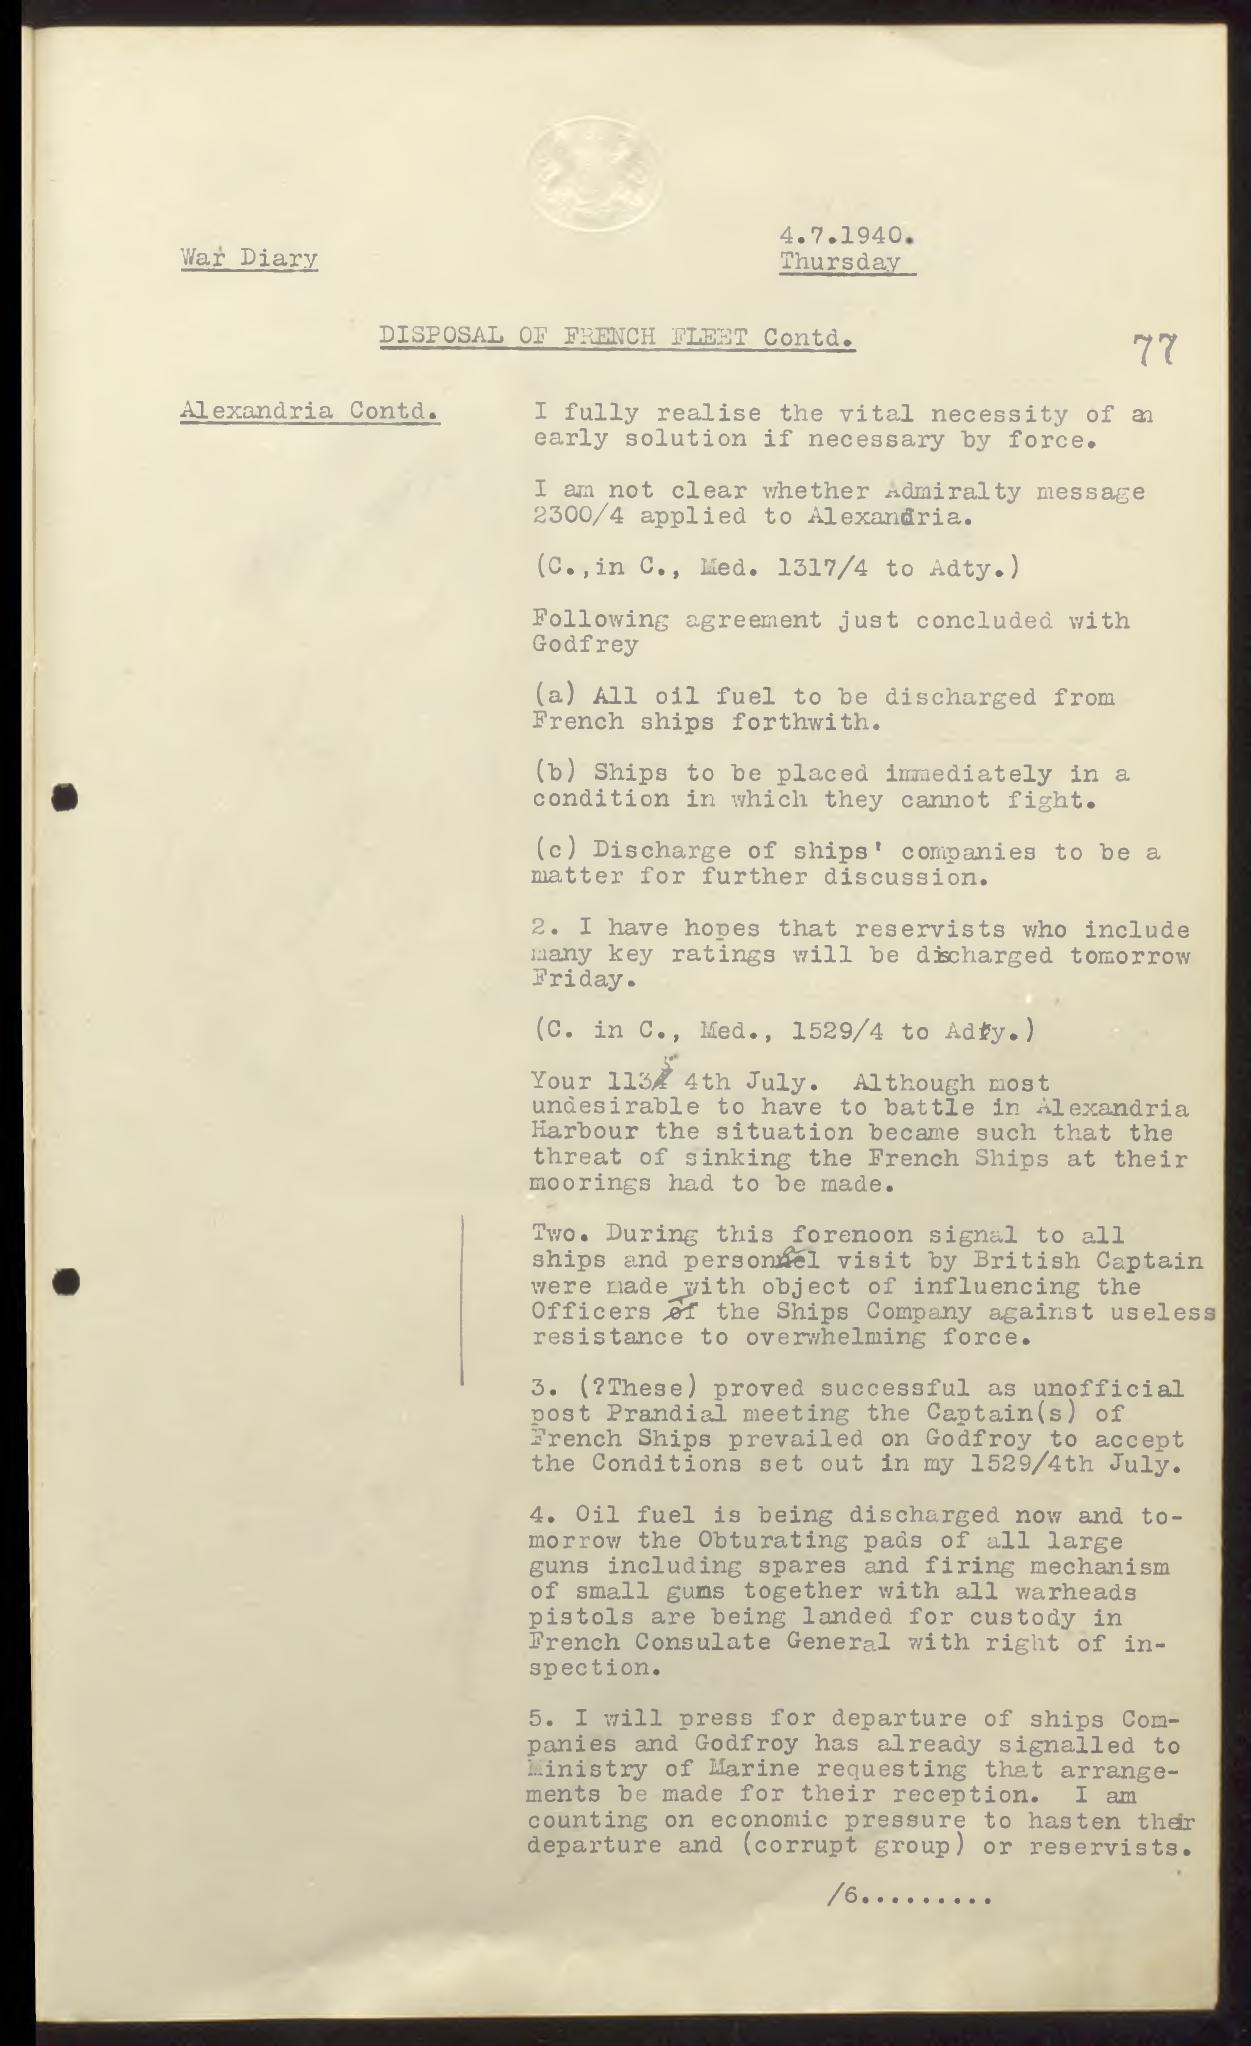 4.7.1940.
War Diary
Thursday
DISPOSAL OF FRENCH FLEET Contd.
77
Alexandria Contd.
I fully realise the vital necessity of an
early solution if necessary by force.
I am not clear whether Admiralty message
2300/4 applied to Alexandria.
(C.,in C., Med. 1317/4 to Adty.)
Following agreement just concluded with
Godfrey
(a) All oil fuel to be discharged from
French ships forthwith.
(b) Ships to be placed immediately in a
condition in which they cannot fight.
(c) Discharge of ships' companies to be a
matter for further discussion.
2. I have hopes that reservists who include
many key ratings will be discharged tomorrow
Friday.
(C. in C., Med., 1529/4 to Adty.)
Your 1135 4th July. Although most
undesirable to have to battle in Alexandria
Harbour the situation became such that the
threat of sinking the French Ships at their
moorings had to be made.
Two. During this forenoon signal to all
ships and personal visit by British Captain
were made with object of influencing the
Officers of the Ships Company against useless
resistance to overwhelming force.
3. (?These) proved successful as unofficial
post Prandial meeting the Captain(s) of
French Ships prevailed on Godfroy to accept
the Conditions set out in my 1529/4th July.
4. Oil fuel is being discharged now and to-
morrow the Obturating pads of all large
guns including spares and firing mechanism
of small guns together with all warheads
pistols are being landed for custody in
French Consulate General with right of in-
spection.
5. I will press for departure of ships Com-
panies and Godfroy has already signalled to
Ministry of Marine requesting that arrange-
ments be made for their reception. I am
counting on economic pressure to hasten their
departure and (corrupt group) or reservists.
/6.........